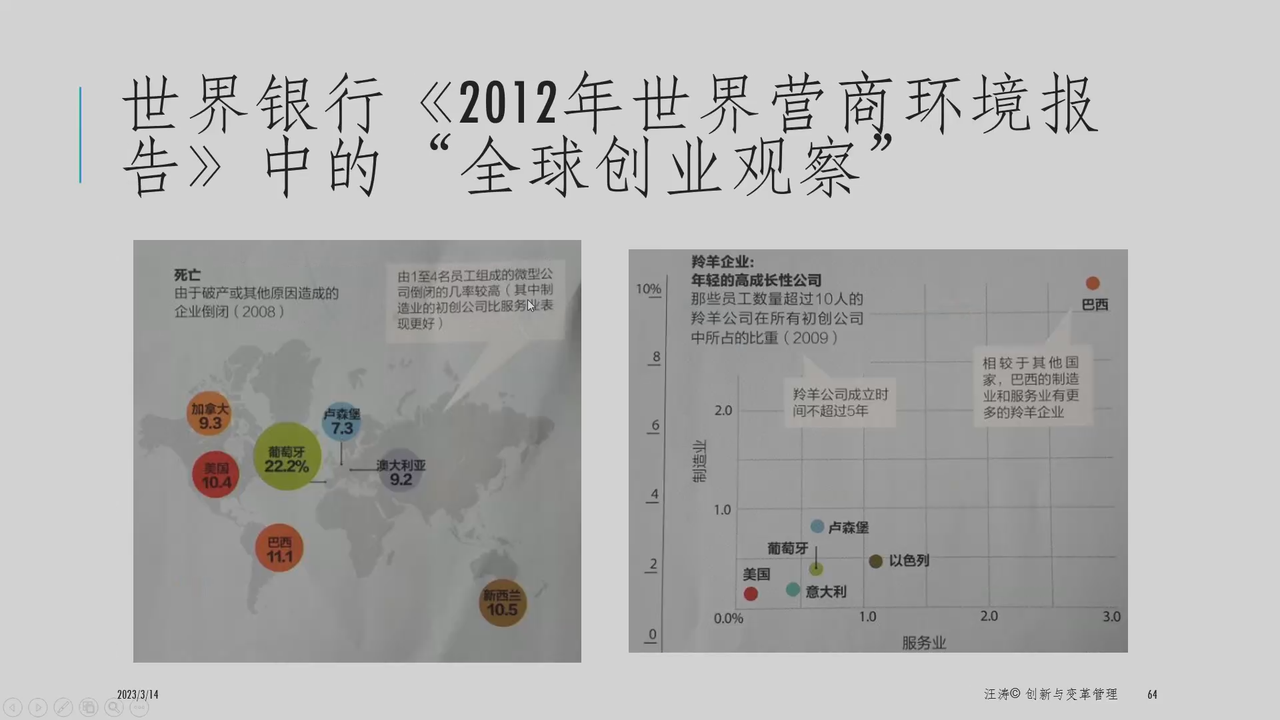 世界银行《2012年世界营商环境报
告》中的“全球创业观察”
死亡
由于破产或其他原因造成的
企业倒闭（2008）
由1至4名员工组成的微型公
司倒闭的几率较高（其中制
造业的初创公司比服务业表
现更好）
加拿大
9.3
卢森堡
7.3
葡萄牙
22.2%
美国
10.4
澳大利亚
9.2
巴西
11.1
新西兰
10.5
羚羊企业:
年轻的高成长性公司
那些员工数量超过10人的
羚羊公司在所有初创公司
中所占的比重（2009）
10%
8
6
4
2
0
巴西
相较于其他国
家，巴西的制造
业和服务业有更
多的羚羊企业
羚羊公司成立时
间不超过5年
2.0
制造业
1.0
卢森堡
葡萄牙
以色列
美国
意大利
0.0%
1.0
2.0
3.0
服务业
2023/3/14
汪涛© 创新与变革管理
64